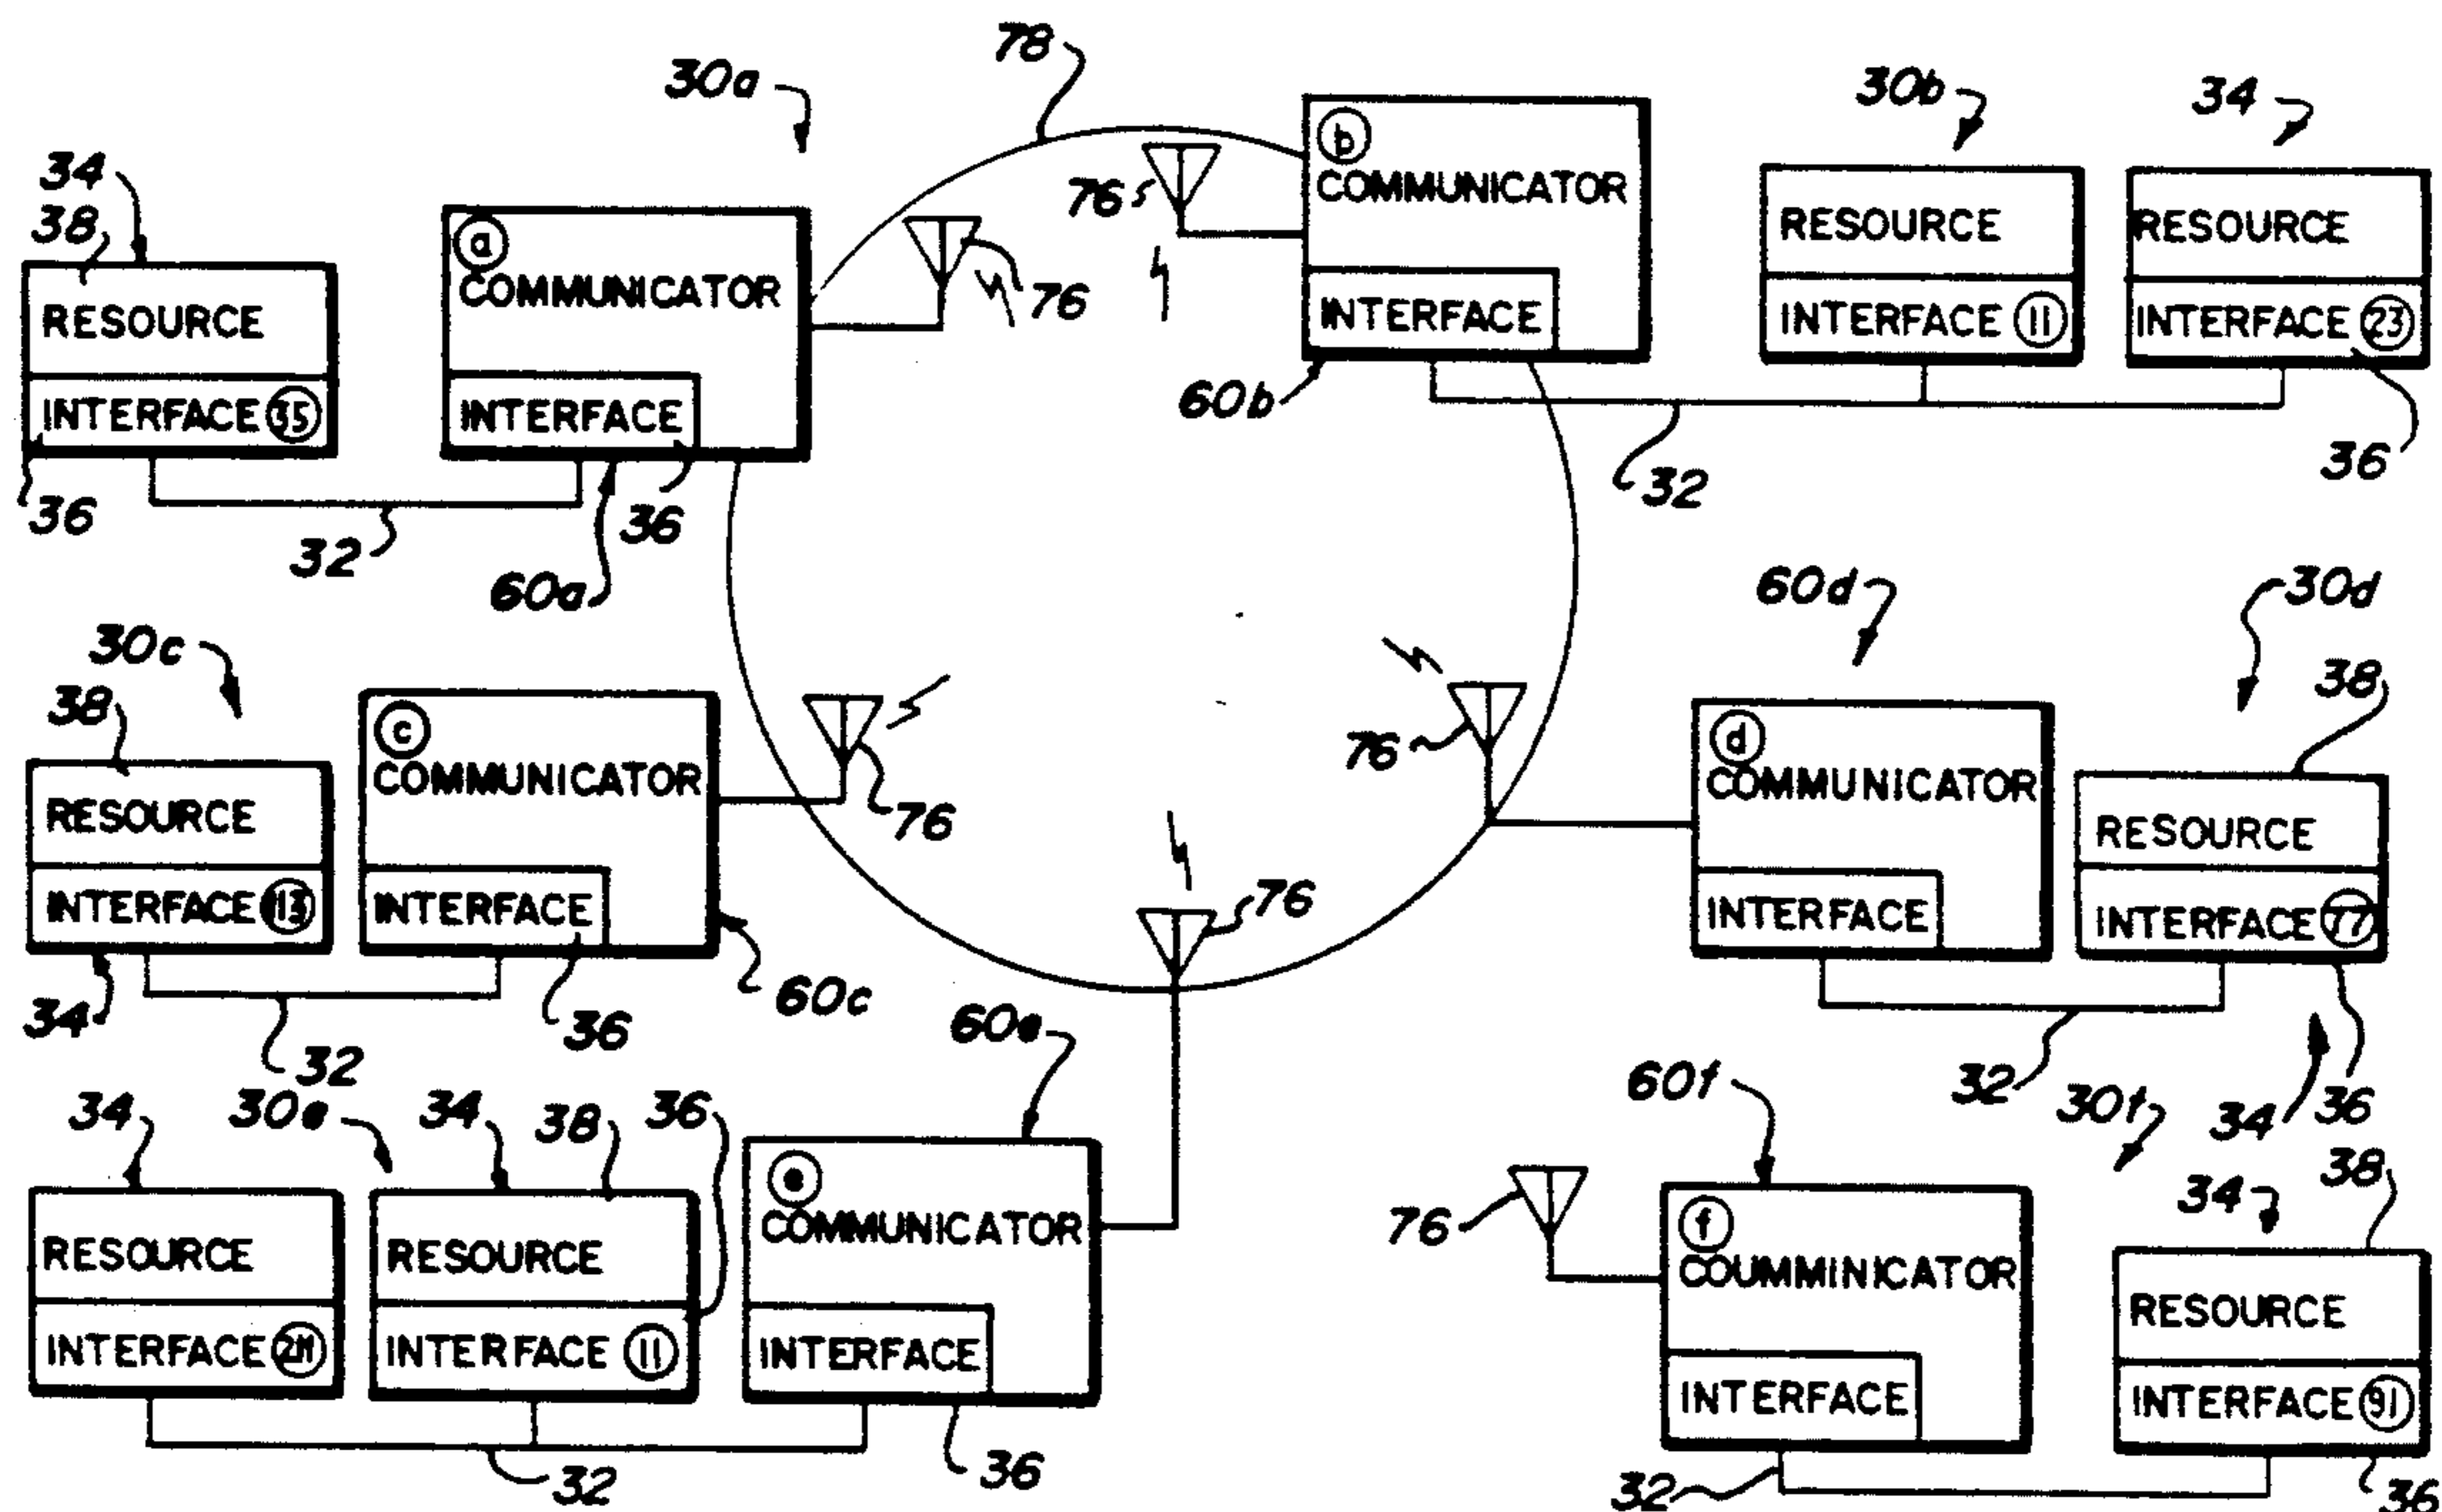 78
30a
30b
34
34
38
RESOURCE
INTERFACE 35
36
32
a
COMMUNICATOR
INTERFACE
36
60a
76
76
b
COMMUNICATOR
INTERFACE
60b
RESOURCE
INTERFACE 11
RESOURCE
INTERFACE 23
32
36
30c
38
RESOURCE
INTERFACE 113
34
32
c
COMMUNICATOR
INTERFACE
36
60c
76
76
60d
30d
38
d
COMMUNICATOR
INTERFACE
RESOURCE
INTERFACE 77
32
34
36
76
34
30e
34
38
36
60e
RESOURCE
INTERFACE
RESOURCE
INTERFACE 11
e
COMMUNICATOR
INTERFACE
32
36
60f
30f
34
38
76
f
COUMMINICATOR
INTERFACE
RESOURCE
INTERFACE 91
32
36